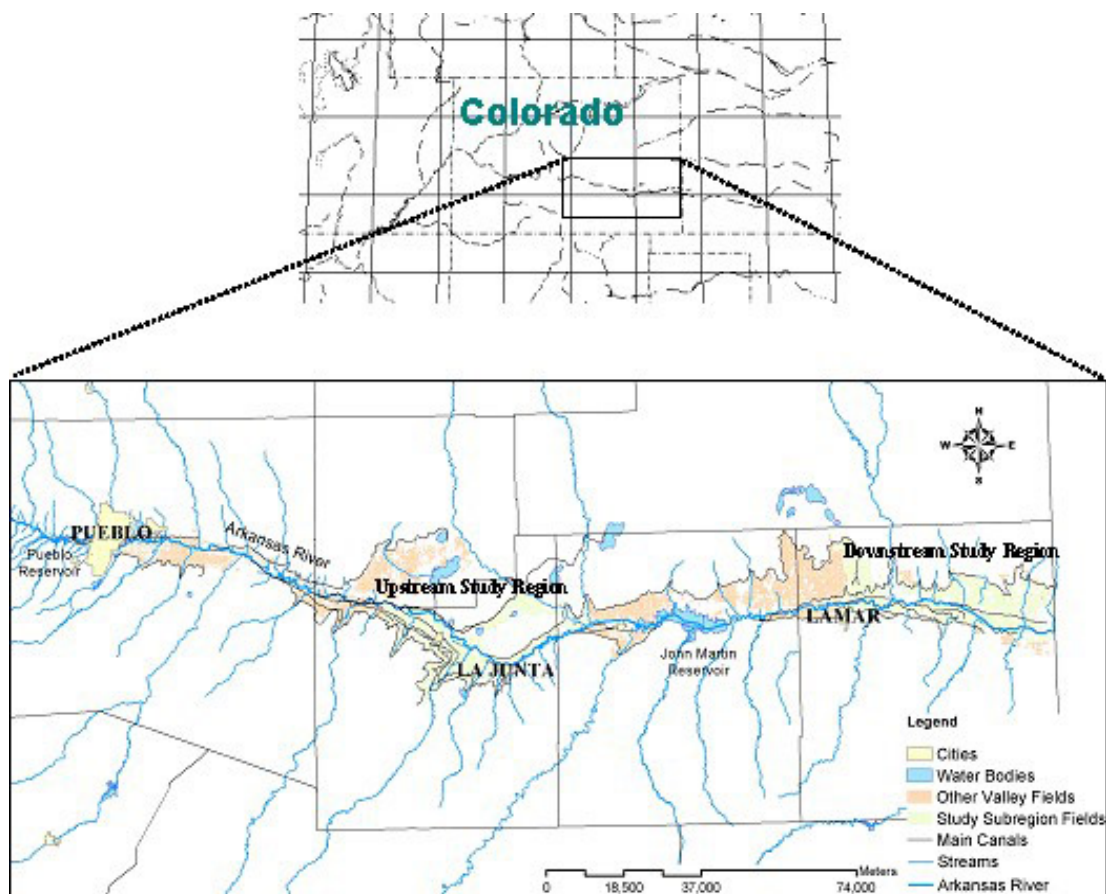 Colorado
N
W
E
S
PUEBLO
Pueblo
Reservoir
Arkansas River
Upstream Study Region
Downstream Study Region
LA JUNTA
LAMAR
John Martin
Reservoir
Legend
Cities
Water Bodies
Other Valley Fields
Study Subregion Fields
Main Canals
Streams
Arkansas River
Meters
0 18,500 37,000 74,000